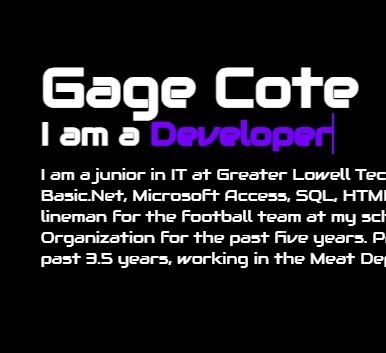 Gage Cote
I am a Developer
I am a junior in IT at Greater Lowell Tec
Basic.Net, Microsoft Access, SQL, HTM
lineman for the football team at my sch
Organization for the past five years. P
past 3.5 years, working in the Meat De